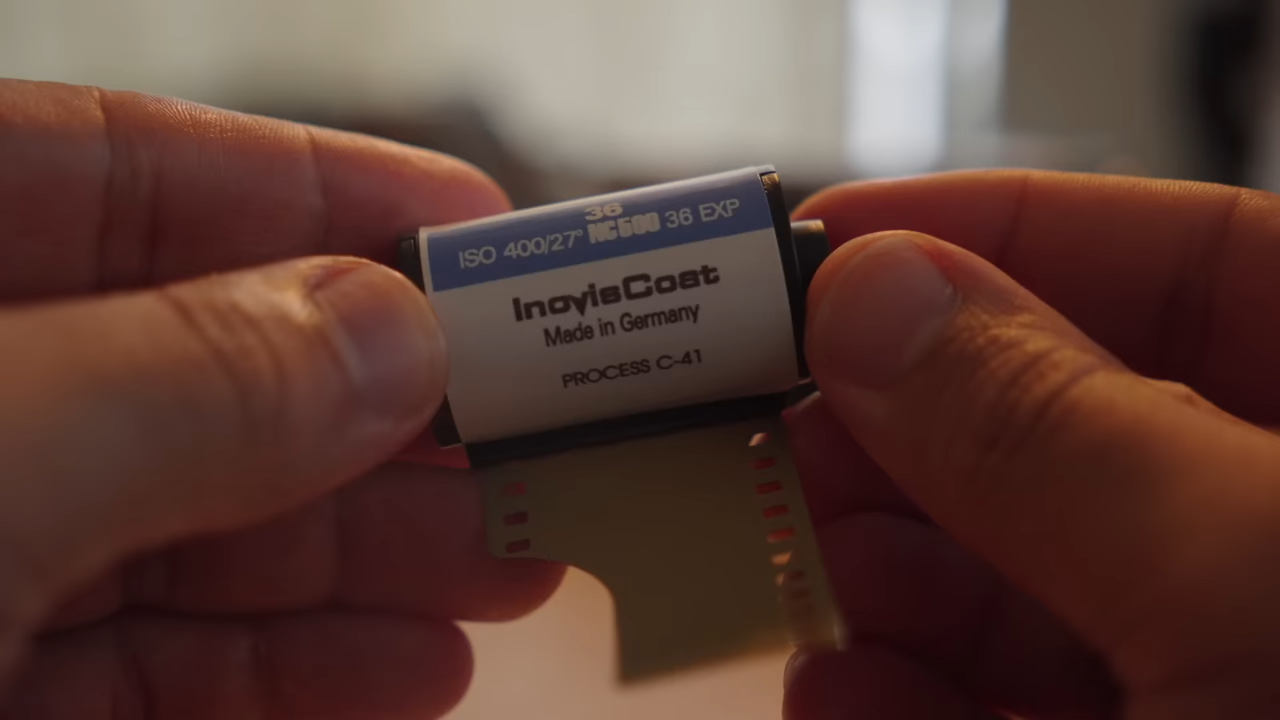 36
ISO 400/27° NC500 36 EXP
InovisCoat
Made in Germany
PROCESS C-41